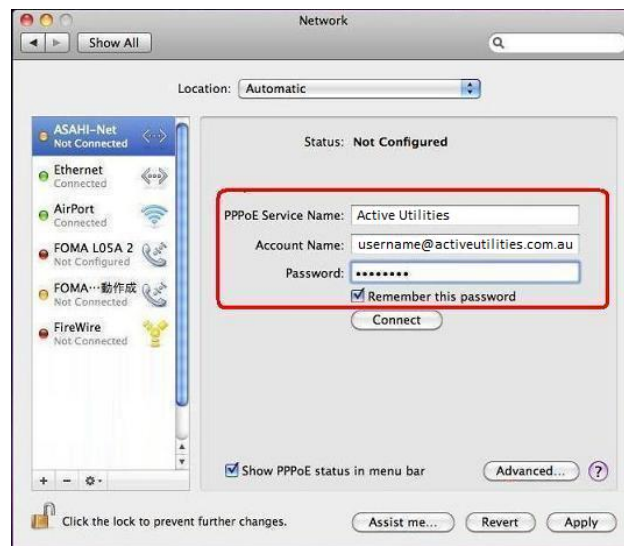 Network
Show All
Location: Automatic
ASAHI-Net
Not Connected
Ethernet
Connected
AirPort
Connected
FOMA L05A 2
Not Configured
FOMA…動作成
Not Connected
FireWire
Not Connected
Status: Not Configured
PPPoE Service Name: Active Utilities
Account Name: username@activeutilities.com.au
Password: ••••••••
Remember this password
Connect
Show PPPoE status in menu bar
Advanced...
?
Click the lock to prevent further changes.
Assist me...
Revert
Apply